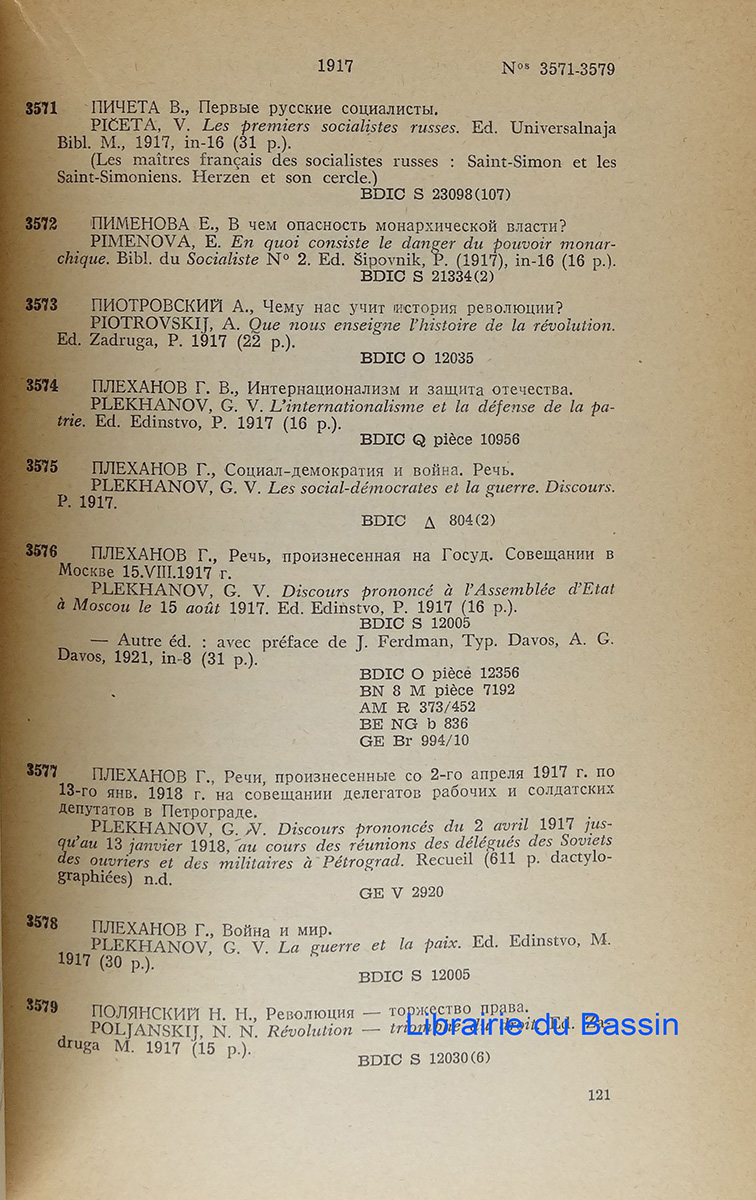 1917 Nos 3571-3579
3571 ПИЧЕТА В., Первые русские социалисты.
PIČETA, V. Les premiers socialistes russes. Ed. Universalnaja
Bibl. M., 1917, in-16 (31 p.).
(Les maîtres français des socialistes russes : Saint-Simon et les
Saint-Simoniens. Herzen et son cercle.)
BDIC S 23098(107)
3572 ПИМЕНОВА Е., В чем опасность монархической власти?
PIMENOVA, E. En quoi consiste le danger du pouvoir monar-
chique. Bibl. du Socialiste N° 2. Ed. Šipovnik, P. (1917), in-16 (16 p.).
BDIC S 21334(2)
3573 ПИОТРОВСКИЙ А., Чему нас учит история революции?
PIOTROVSKIJ, A. Que nous enseigne l'histoire de la révolution.
Ed. Zadruga, P. 1917 (22 p.).
BDIC O 12035
3574 ПЛЕХАНОВ Г. В., Интернационализм и защита отечества.
PLEKHANOV, G. V. L'internationalisme et la défense de la pa-
trie. Ed. Edinstvo, P. 1917 (16 p.).
BDIC Q pièce 10956
3575 ПЛЕХАНОВ Г., Социал-демократия и война. Речь.
PLEKHANOV, G. V. Les social-démocrates et la guerre. Discours.
P. 1917.
BDIC Δ 804(2)
3576 ПЛЕХАНОВ Г., Речь, произнесенная на Госуд. Совещании в
Москве 15.VIII.1917 г.
PLEKHANOV, G. V. Discours prononcé à l'Assemblée d'Etat
à Moscou le 15 août 1917. Ed. Edinstvo, P. 1917 (16 p.).
BDIC S 12005
— Autre éd. : avec préface de J. Ferdman, Typ. Davos, A. G.
Davos, 1921, in-8 (31 p.).
BDIC O pièce 12356
BN 8 M pièce 7192
AM R 373/452
BE NG b 836
GE Br 994/10
3577 ПЛЕХАНОВ Г., Речи, произнесенные со 2-го апреля 1917 г. по
13-го янв. 1918 г. на совещании делегатов рабочих и солдатских
депутатов в Петрограде.
PLEKHANOV, G. V. Discours prononcés du 2 avril 1917 jus-
qu'au 13 janvier 1918, au cours des réunions des délégués des Soviets
des ouvriers et des militaires à Pétrograd. Recueil (611 p. dactylo-
graphiées) n.d.
GE V 2920
3578 ПЛЕХАНОВ Г., Война и мир.
PLEKHANOV, G. V. La guerre et la paix. Ed. Edinstvo, M.
1917 (30 p.).
BDIC S 12005
3579 ПОЛЯНСКИЙ Н. Н., Революция — торжество права.
POLJANSKIJ, N. N. Révolution — triomphe du droit. Ed. Za-
druga M. 1917 (15 p.).
BDIC S 12030(6)
Librairie du Bassin
121